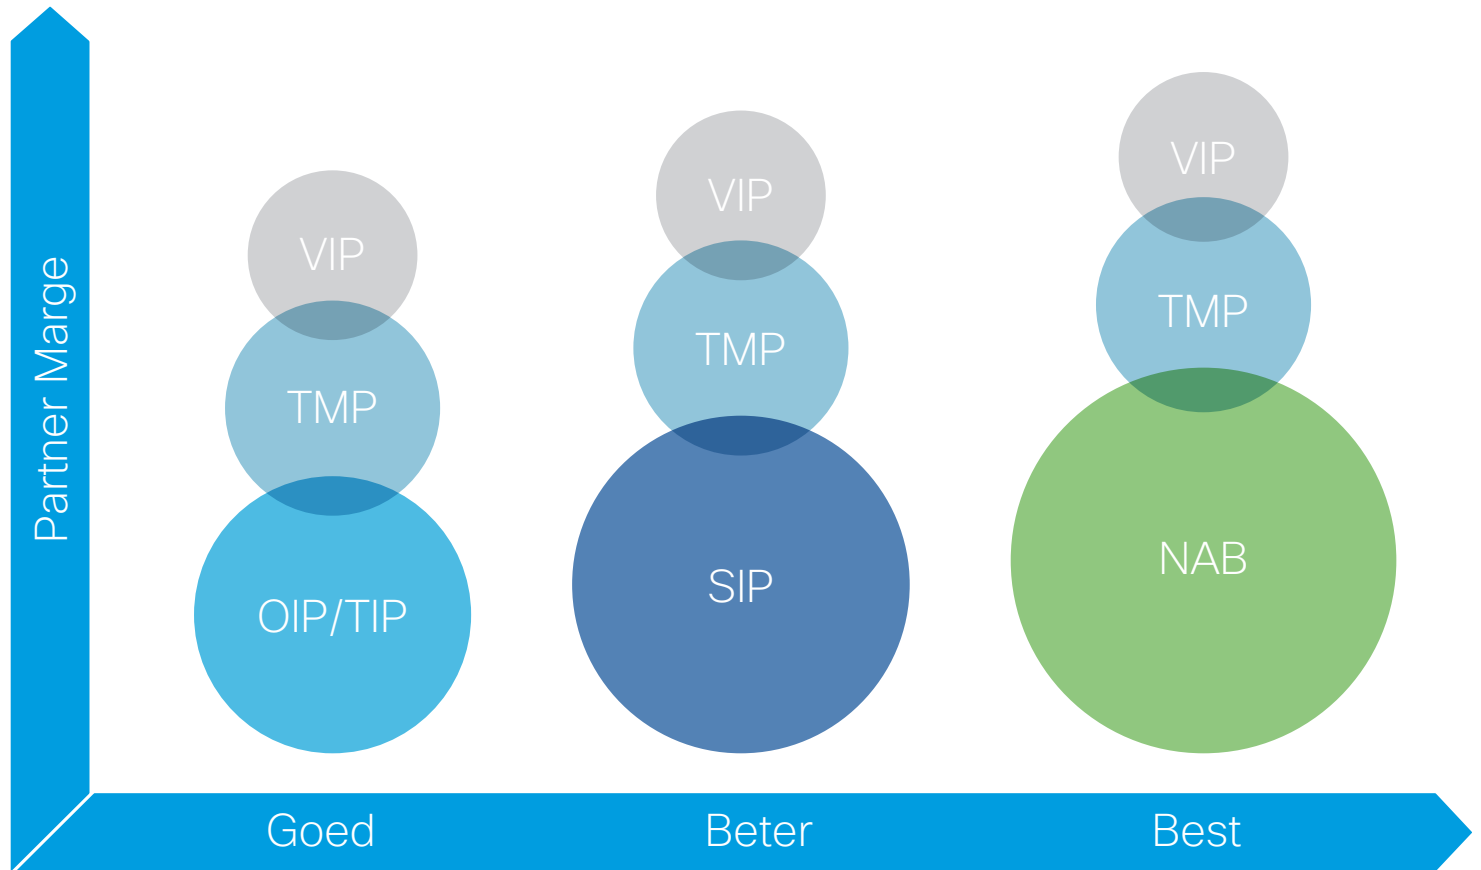 Partner Marge
VIP
TMP
OIP/TIP
VIP
TMP
SIP
VIP
TMP
NAB
Goed
Beter
Best